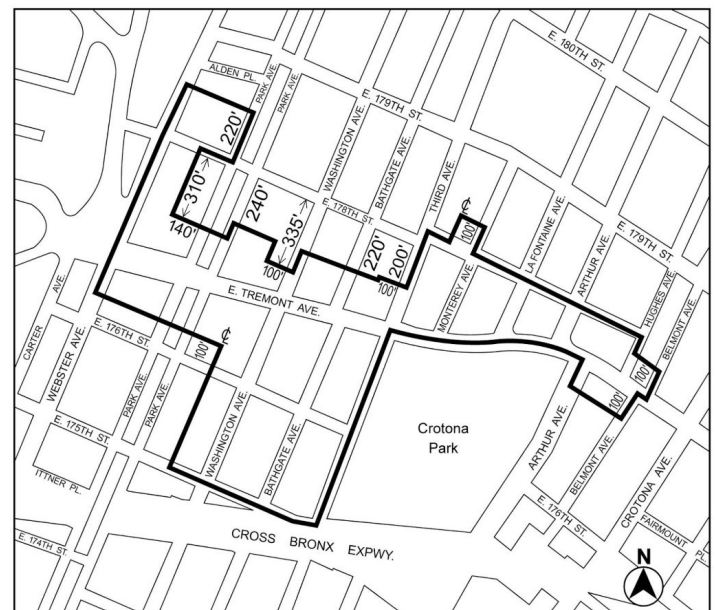 E. 180TH ST.
ALDEN PL.
PARK AVE.
PARK AVE.
E. 179TH ST.
220'
WASHINGTON AVE.
BATHGATE AVE.
THIRD AVE.
310'
240'
E. 178TH ST.
℄
100'
LA FONTAINE AVE.
ARTHUR AVE.
E. 179TH ST.
140'
335'
220'
200'
100'
100'
HUGHES AVE.
BELMONT AVE.
E. TREMONT AVE.
MONTEREY AVE.
CARTER AVE.
WEBSTER AVE.
E. 176TH ST.
100'
℄
100'
100'
PARK AVE.
PARK AVE.
WASHINGTON AVE.
BATHGATE AVE.
Crotona
Park
ARTHUR AVE.
BELMONT AVE.
CROTONA AVE.
E. 175TH ST.
ITTNER PL.
E. 176TH ST.
FAIRMOUNT PL.
E. 174TH ST.
CROSS BRONX EXPWY.
N